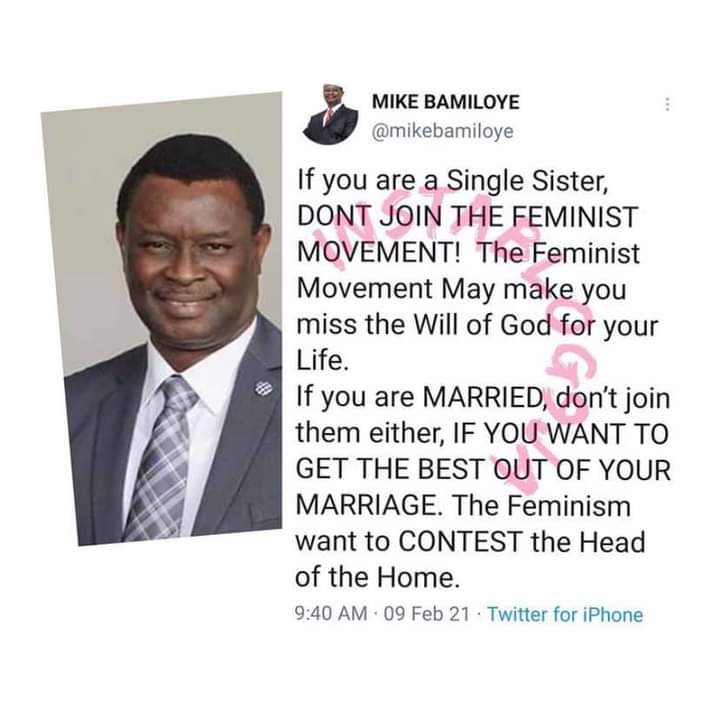 MIKE BAMILOYE
@mikebamiloye
If you are a Single Sister,
DONT JOIN THE FEMINIST
MOVEMENT!  The Feminist
Movement May make you
miss the Will of God for your
Life.
If you are MARRIED, don't join
them either, IF YOU WANT TO
GET THE BEST OUT OF YOUR
MARRIAGE. The Feminism
want to CONTEST the Head
of the Home.
9:40 AM · 09 Feb 21 · Twitter for iPhone
INSTABLOG9JA